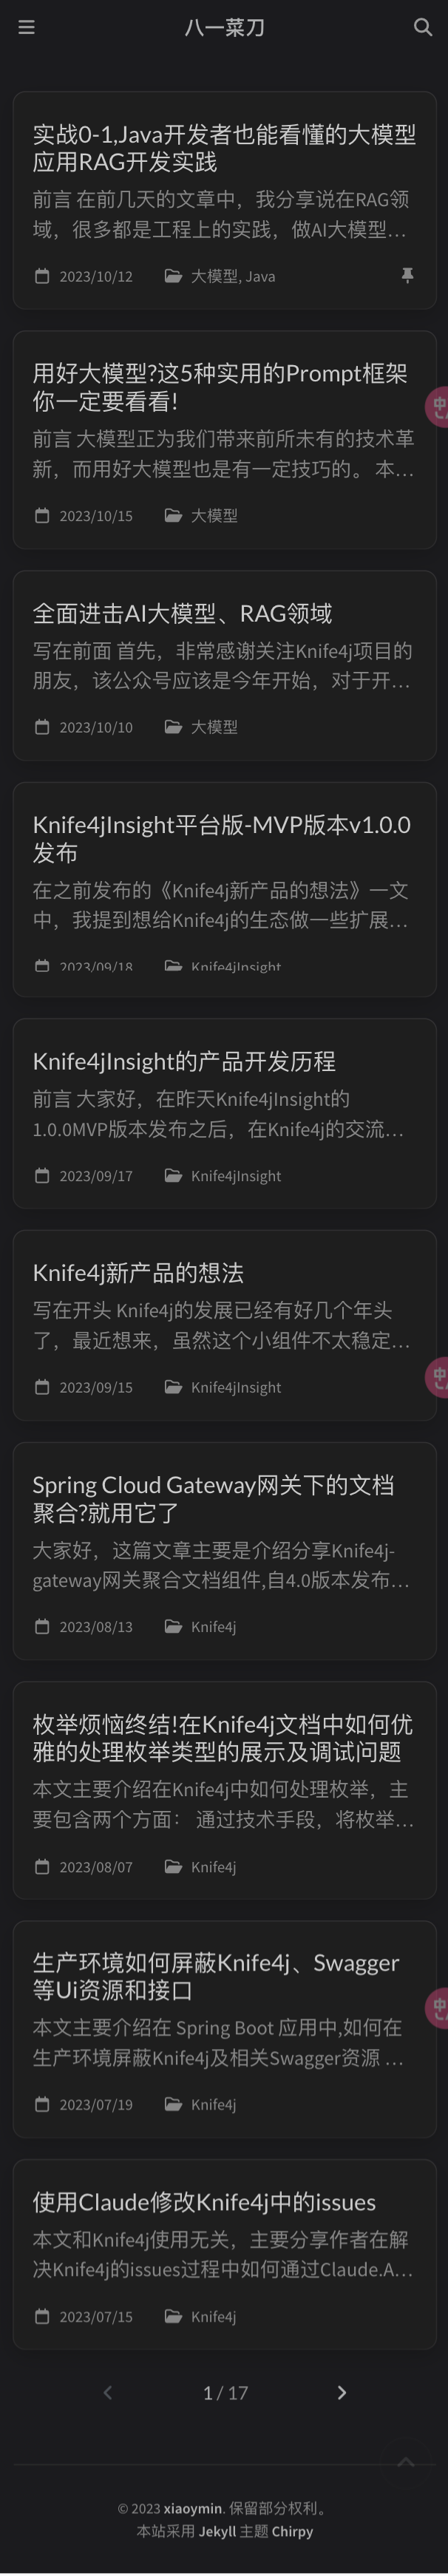 八一菜刀
实战0-1,Java开发者也能看懂的大模型
应用RAG开发实践
前言 在前几天的文章中，我分享说在RAG领
域，很多都是工程上的实践，做AI大模型…
2023/10/12 大模型, Java
用好大模型?这5种实用的Prompt框架
你一定要看看!
前言 大模型正为我们带来前所未有的技术革
新，而用好大模型也是有一定技巧的。 本…
2023/10/15 大模型
全面进击AI大模型、RAG领域
写在前面 首先，非常感谢关注Knife4j项目的
朋友，该公众号应该是今年开始，对于开…
2023/10/10 大模型
Knife4jInsight平台版-MVP版本v1.0.0
发布
在之前发布的《Knife4j新产品的想法》一文
中，我提到想给Knife4j的生态做一些扩展…
2023/09/18 Knife4jInsight
Knife4jInsight的产品开发历程
前言 大家好，在昨天Knife4jInsight的
1.0.0MVP版本发布之后，在Knife4j的交流…
2023/09/17 Knife4jInsight
Knife4j新产品的想法
写在开头 Knife4j的发展已经有好几个年头
了，最近想来，虽然这个小组件不太稳定…
2023/09/15 Knife4jInsight
Spring Cloud Gateway网关下的文档
聚合?就用它了
大家好，这篇文章主要是介绍分享Knife4j-
gateway网关聚合文档组件,自4.0版本发布…
2023/08/13 Knife4j
枚举烦恼终结!在Knife4j文档中如何优
雅的处理枚举类型的展示及调试问题
本文主要介绍在Knife4j中如何处理枚举，主
要包含两个方面： 通过技术手段，将枚举…
2023/08/07 Knife4j
生产环境如何屏蔽Knife4j、Swagger
等Ui资源和接口
本文主要介绍在 Spring Boot 应用中,如何在
生产环境屏蔽Knife4j及相关Swagger资源 …
2023/07/19 Knife4j
使用Claude修改Knife4j中的issues
本文和Knife4j使用无关，主要分享作者在解
决Knife4j的issues过程中如何通过Claude.A…
2023/07/15 Knife4j
1 / 17
© 2023 xiaoymin. 保留部分权利。
本站采用 Jekyll 主题 Chirpy